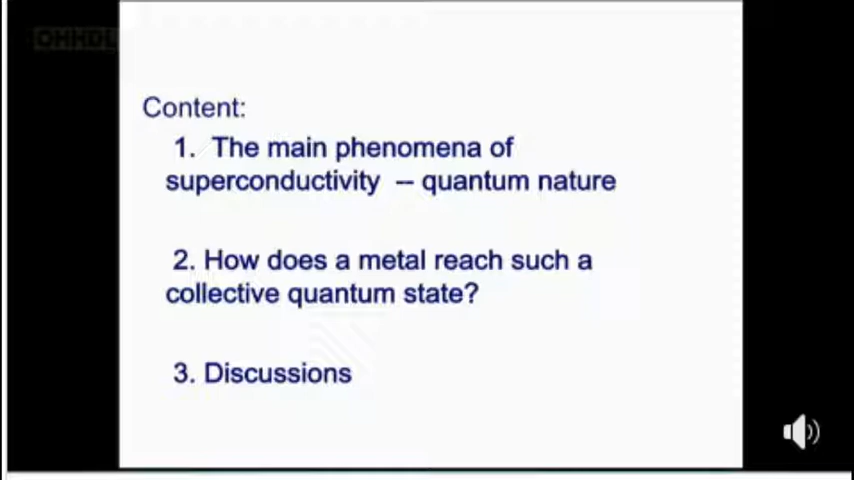 OHHDL
Content:
1. The main phenomena of
superconductivity -- quantum nature
2. How does a metal reach such a
collective quantum state?
3. Discussions